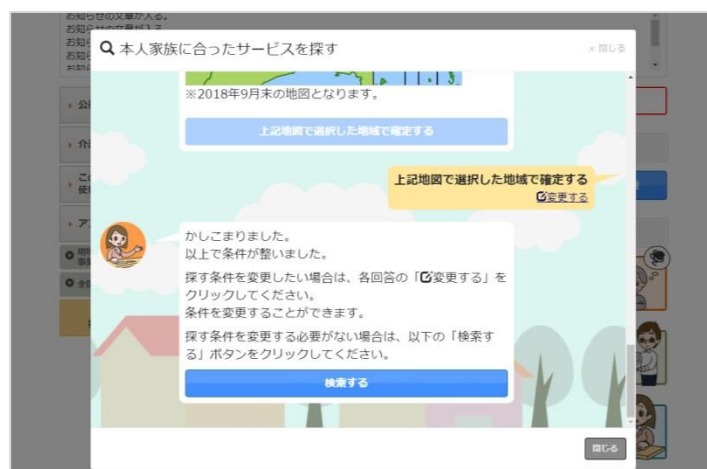 お知らせの文章が入る。
本人家族に合ったサービスを探す
×閉じる
※2018年9月末の地図となります。
上記地図で選択した地域で確定する
上記地図で選択した地域で確定する
変更する
かしこまりました。
以上で条件が整いました。
探す条件を変更したい場合は、各回答の「変更する」を
クリックしてください。
条件を変更することができます。
探す条件を変更する必要がない場合は、以下の「検索す
る」ボタンをクリックしてください。
検索する
閉じる